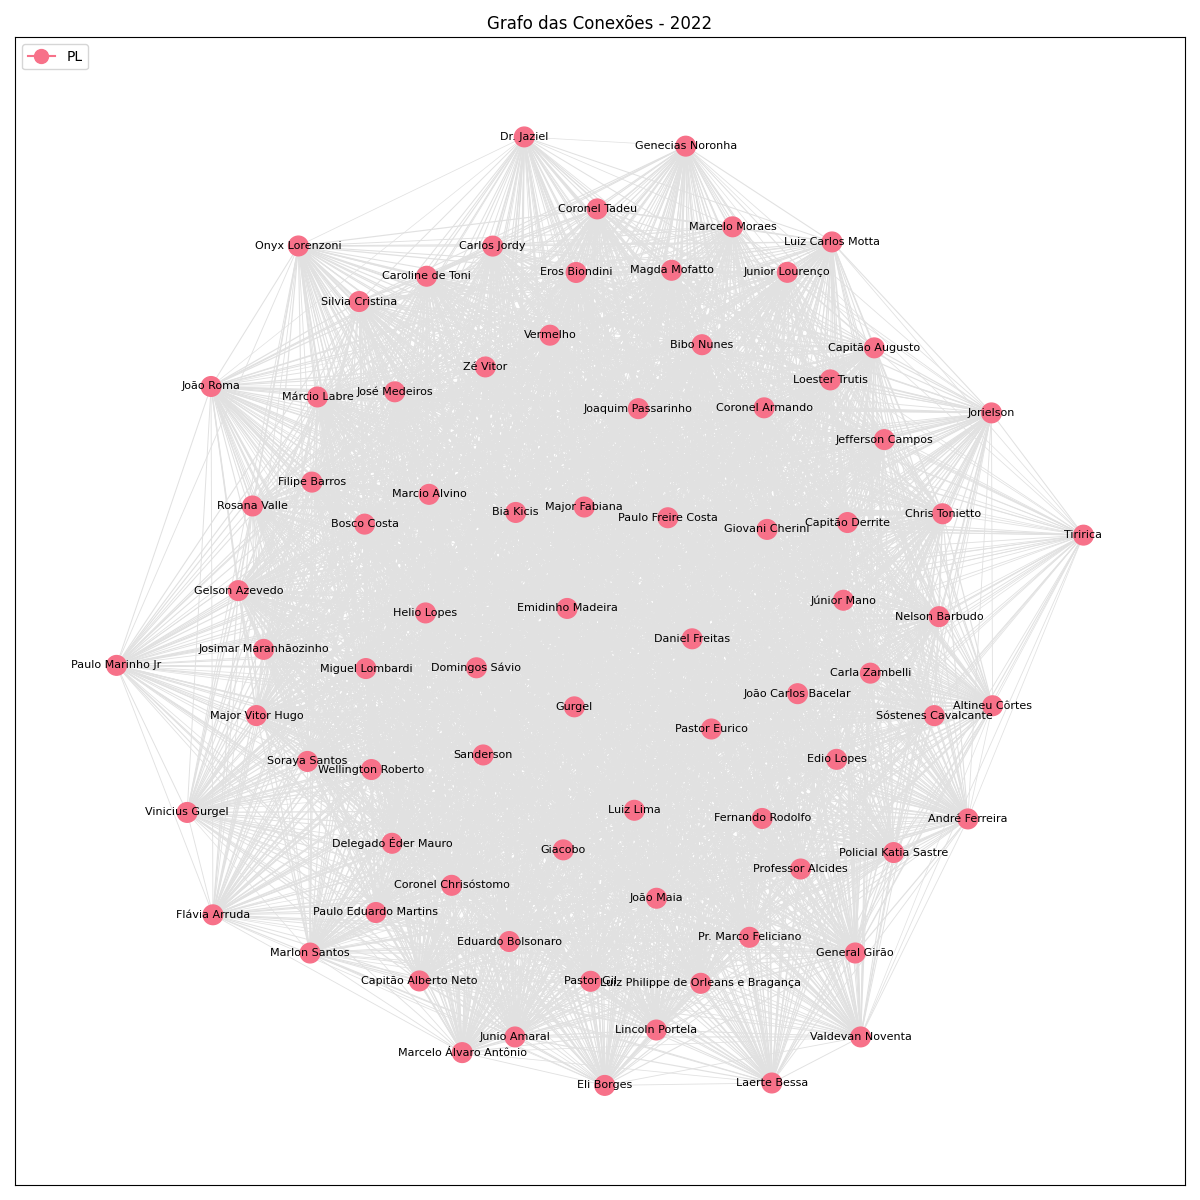 Grafo das Conexões - 2022
PL
Dr. Jaziel
Genecias Noronha
Coronel Tadeu
Marcelo Moraes
Onyx Lorenzoni
Carlos Jordy
Luiz Carlos Motta
Caroline de Toni
Eros Biondini
Magda Mofatto
Junior Lourenço
Silvia Cristina
Vermelho
Bibo Nunes
Capitão Augusto
Zé Vitor
Loester Trutis
João Roma
Márcio Labre
José Medeiros
Joaquim Passarinho
Coronel Armando
Jorielson
Jefferson Campos
Filipe Barros
Marcio Alvino
Rosana Valle
Bia Kicis
Major Fabiana
Paulo Freire Costa
Chris Tonietto
Bosco Costa
Giovani Cherini
Capitão Derrite
Tiririca
Gelson Azevedo
Júnior Mano
Helio Lopes
Emidinho Madeira
Nelson Barbudo
Daniel Freitas
Josimar Maranhãozinho
Paulo Marinho Jr
Miguel Lombardi
Domingos Sávio
Carla Zambelli
João Carlos Bacelar
Gurgel
Altineu Côrtes
Major Vitor Hugo
Sóstenes Cavalcante
Pastor Eurico
Soraya Santos
Wellington Roberto
Sanderson
Edio Lopes
Vinicius Gurgel
Luiz Lima
Fernando Rodolfo
André Ferreira
Delegado Éder Mauro
Giacobo
Policial Katia Sastre
Professor Alcides
Coronel Chrisóstomo
João Maia
Flávia Arruda
Paulo Eduardo Martins
Eduardo Bolsonaro
Pr. Marco Feliciano
Marlon Santos
General Girão
Capitão Alberto Neto
Pastor Gil
Luiz Philippe de Orleans e Bragança
Junio Amaral
Lincoln Portela
Valdevan Noventa
Marcelo Álvaro Antônio
Eli Borges
Laerte Bessa